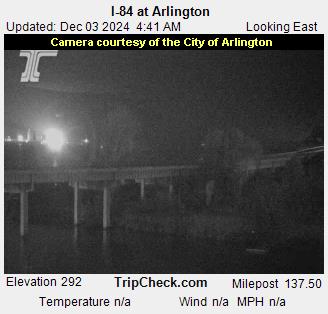 I-84 at Arlington
Updated: Dec 03 2024 4:41 AM Looking East
Camera courtesy of the City of Arlington
Elevation 292 TripCheck.com Milepost 137.50
Temperature n/a Wind n/a MPH n/a